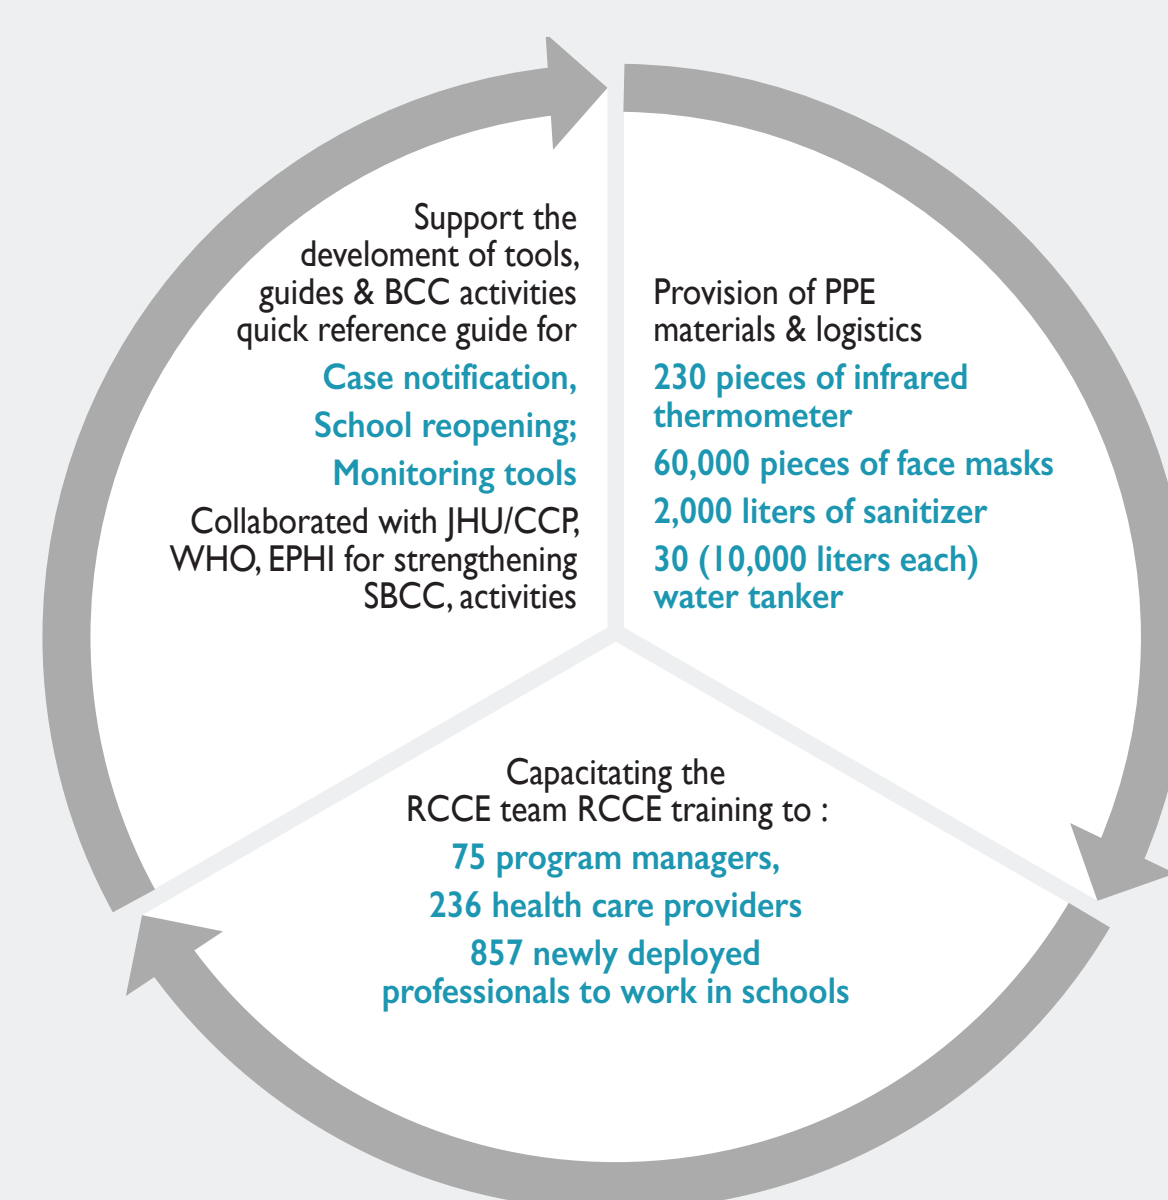 Support the
develoment of tools,
guides & BCC activities
quick reference guide for
Case notification,
School reopening;
Monitoring tools
Collaborated with JHU/CCP,
WHO, EPHI for strengthening
SBCC, activities
Provision of PPE
materials & logistics
230 pieces of infrared
thermometer
60,000 pieces of face masks
2,000 liters of sanitizer
30 (10,000 liters each)
water tanker
Capacitating the
RCCE team RCCE training to :
75 program managers,
236 health care providers
857 newly deployed
professionals to work in schools